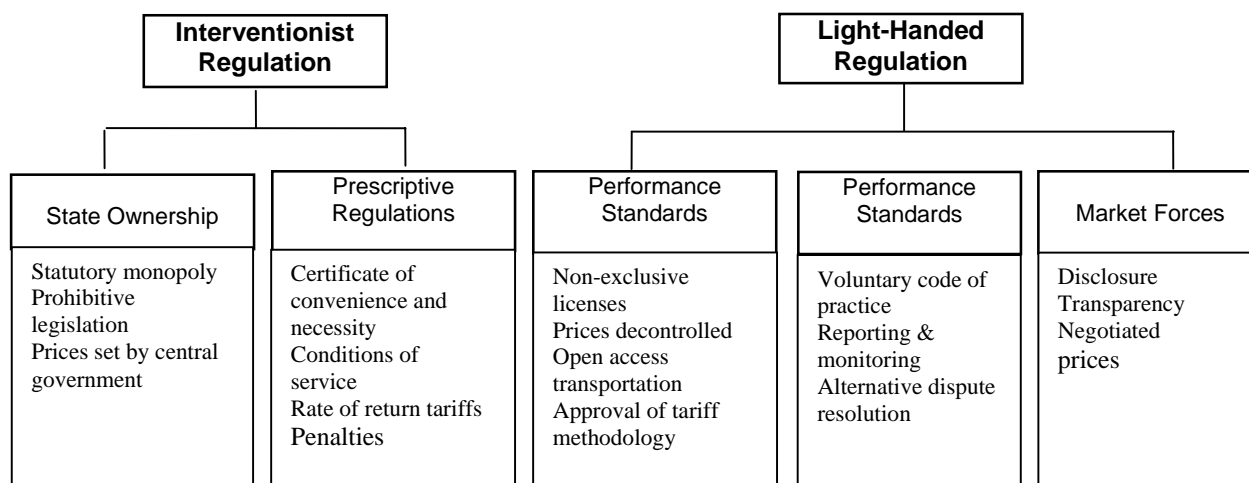 Interventionist
Regulation
Light-Handed
Regulation
State Ownership
Statutory monopoly
Prohibitive
legislation
Prices set by central
government
Prescriptive
Regulations
Certificate of
convenience and
necessity
Conditions of
service
Rate of return tariffs
Penalties
Performance
Standards
Non-exclusive
licenses
Prices decontrolled
Open access
transportation
Approval of tariff
methodology
Performance
Standards
Voluntary code of
practice
Reporting &
monitoring
Alternative dispute
resolution
Market Forces
Disclosure
Transparency
Negotiated
prices